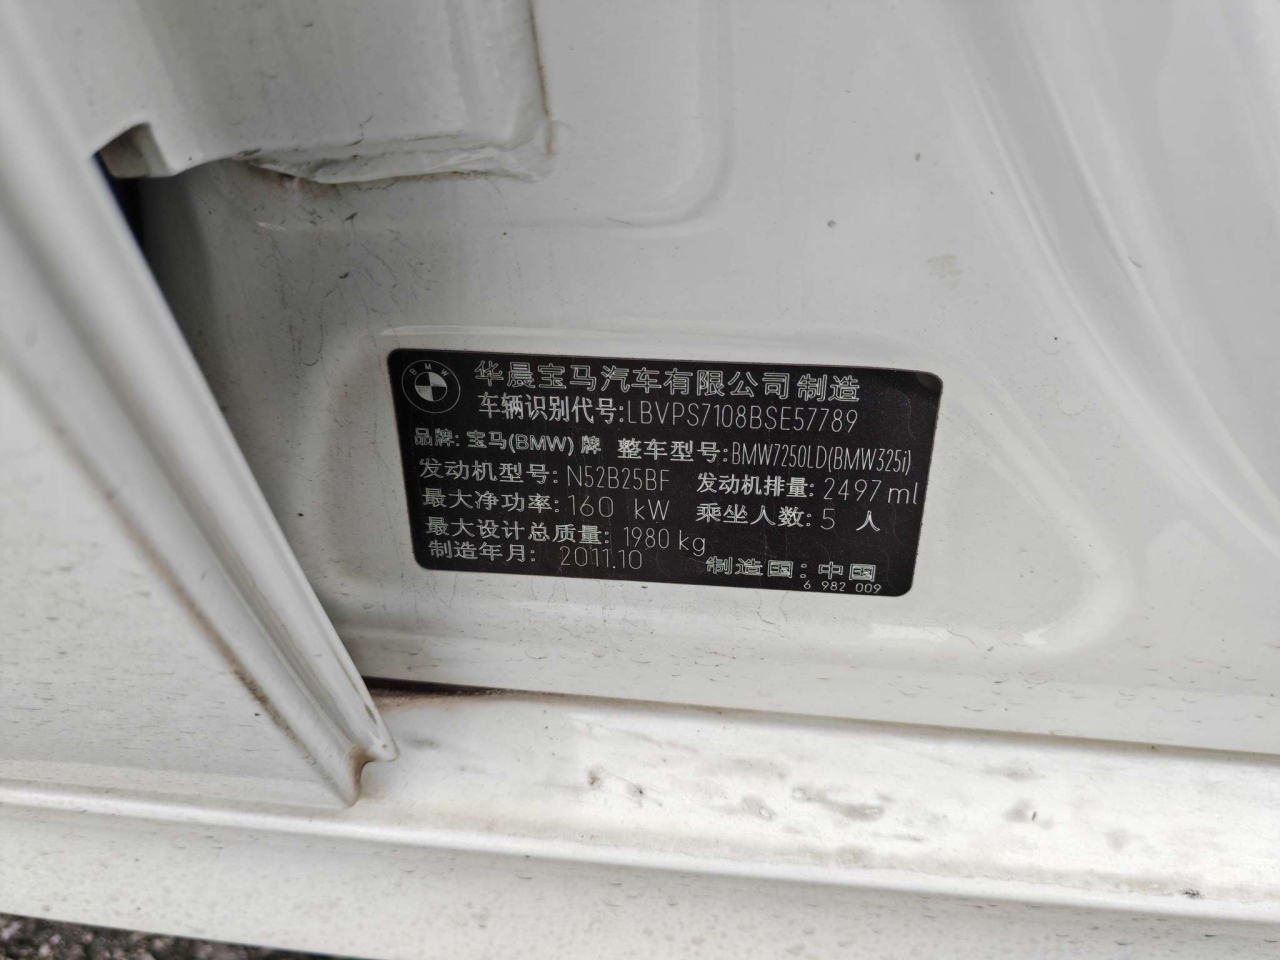 BMW
华晨宝马汽车有限公司制造
车辆识别代号:LBVPS7108BSE57789
品牌:宝马(BMW)牌 整车型号:BMW7250LD(BMW325i)
发动机型号:N52B25BF 发动机排量:2497ml
最大净功率:160 kW 乘坐人数:5 人
最大设计总质量:1980kg
制造年月:2011.10 制造国:中国
6 982 009